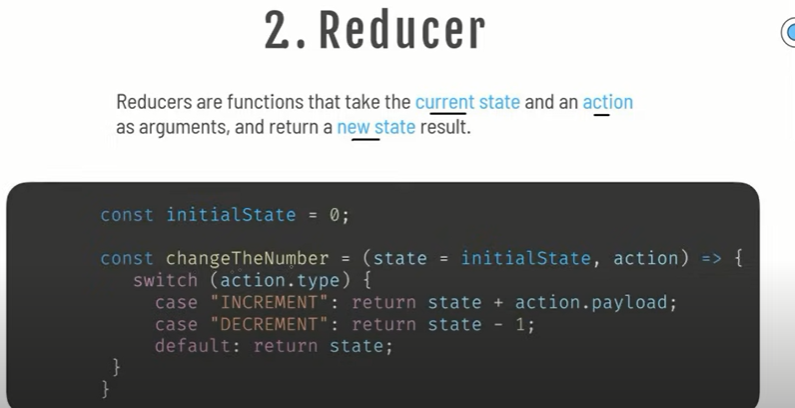 2. Reducer
Reducers are functions that take the current state and an action
as arguments, and return a new state result.
const initialState = 0;
const changeTheNumber = (state = initialState, action) => {
switch (action.type) {
case "INCREMENT": return state + action.payload;
case "DECREMENT": return state - 1;
default: return state;
}
}